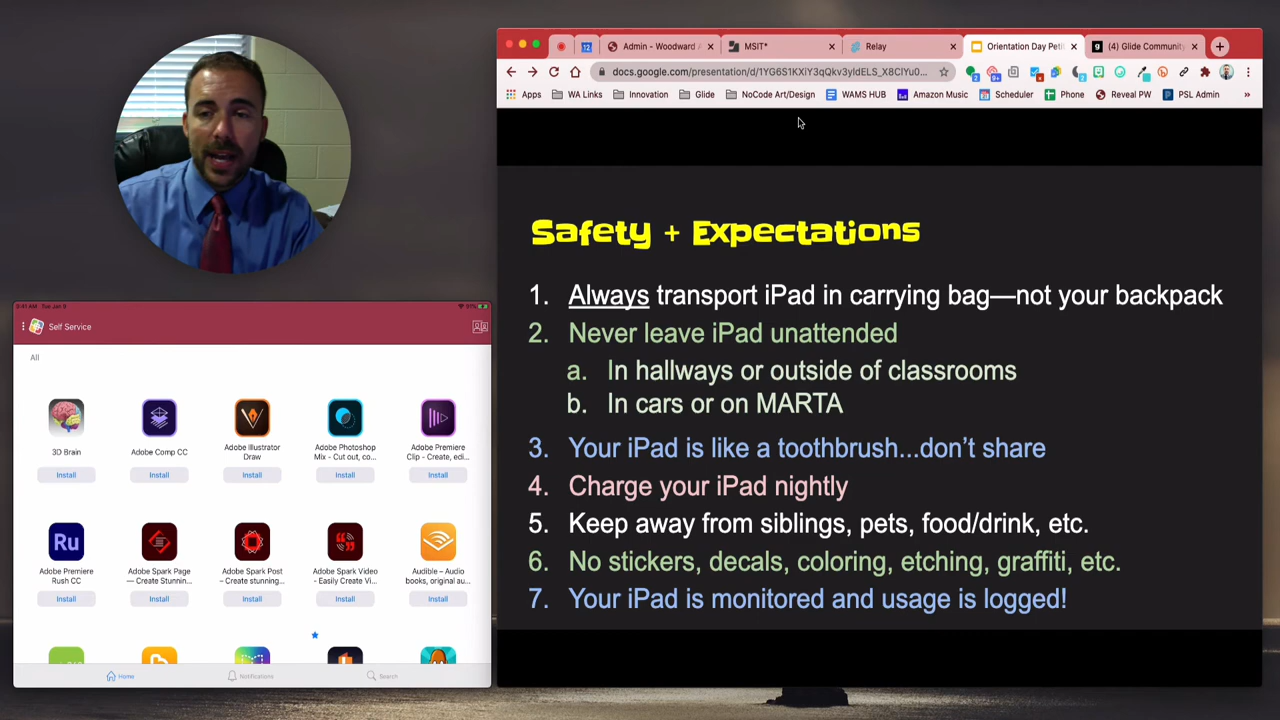 Admin - Woodward A
MSIT*
Relay
Orientation Day Peti
(4) Glide Community
12
Apps
WA Links
Innovation
Glide
NoCode Art/Design
WAMS HUB
Amazon Music
Scheduler
Phone
Reveal PW
PSL Admin
Safety + Expectations
1. Always transport iPad in carrying bag—not your backpack
2. Never leave iPad unattended
a. In hallways or outside of classrooms
b. In cars or on MARTA
3. Your iPad is like a toothbrush...don't share
4. Charge your iPad nightly
5. Keep away from siblings, pets, food/drink, etc.
6. No stickers, decals, coloring, etching, graffiti, etc.
7. Your iPad is monitored and usage is logged!
Self Service
All
3D Brain
Adobe Comp CC
Adobe Illustrator
Draw
Adobe Photoshop
Mix - Cut out, co...
Adobe Premiere
Clip - Create, edi...
Install
Install
Install
Install
Install
Ru
Adobe Premiere
Rush CC
Adobe Spark Page
— Create Stunnin...
Adobe Spark Post
– Create stunning...
Adobe Spark Video
- Easily Create Vi...
Audible – Audio
books, original au...
Install
Install
Install
Install
Install
Home
Notifications
Search